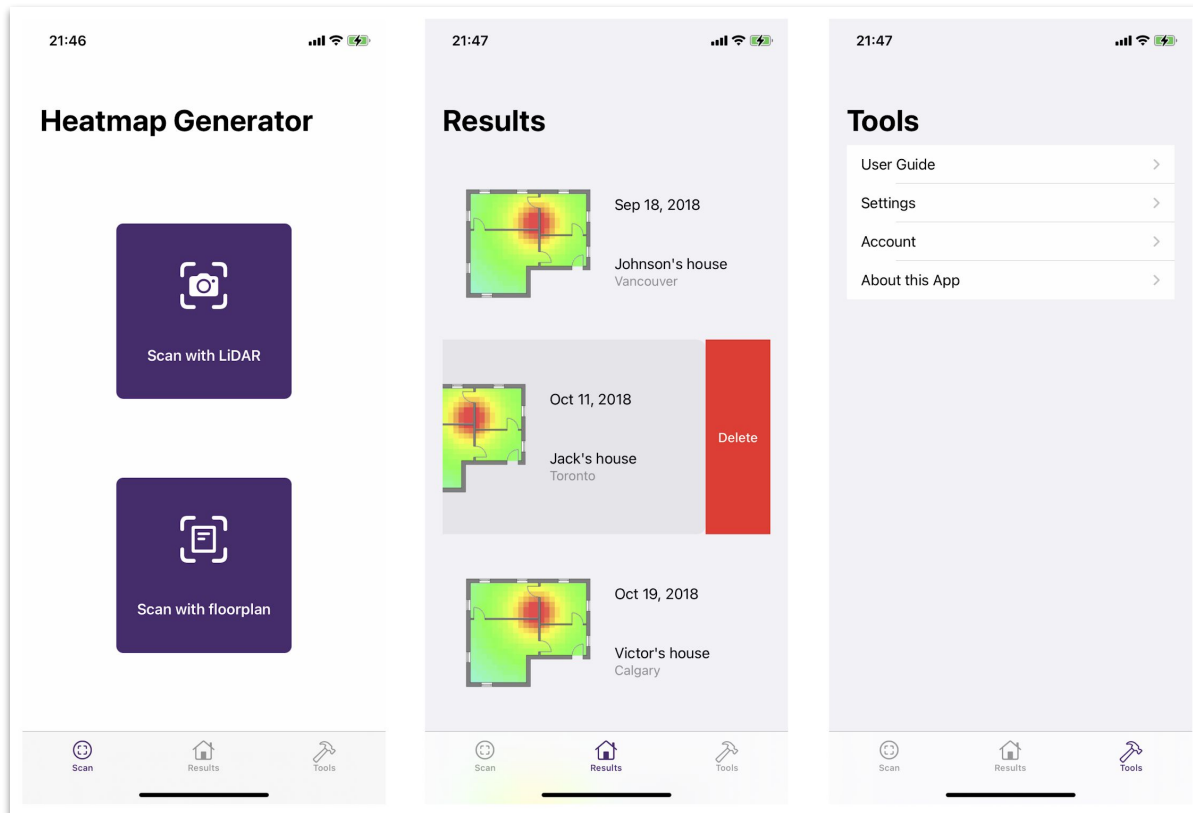 21:46
Heatmap Generator
Scan with LiDAR
Scan with floorplan
Scan
Results
Tools
21:47
Results
Sep 18, 2018
Johnson's house
Vancouver
Oct 11, 2018
Jack's house
Toronto
Delete
Oct 19, 2018
Victor's house
Calgary
Scan
Results
Tools
21:47
Tools
User Guide
Settings
Account
About this App
Scan
Results
Tools